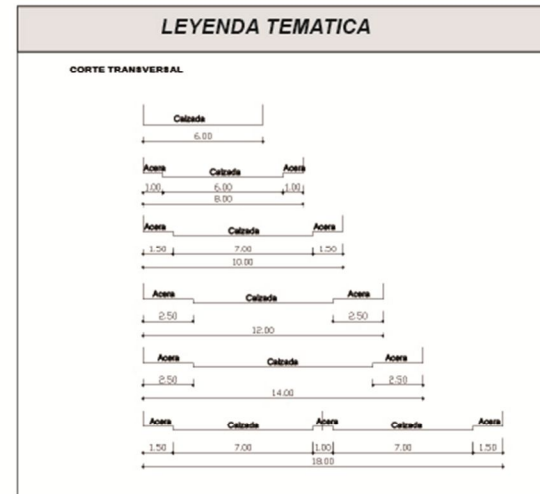 LEYENDA TEMATICA
CORTE TRANSVERSAL
Calzada
6.00
Acera Calzada Acera
1.00 6.00 1.00
8.00
Acera Calzada Acera
1.50 7.00 1.50
10.00
Acera Calzada Acera
2.50 2.50
12.00
Acera Calzada Acera
2.50 2.50
14.00
Acera Calzada Acera Calzada Acera
1.50 7.00 1.00 7.00 1.50
18.00